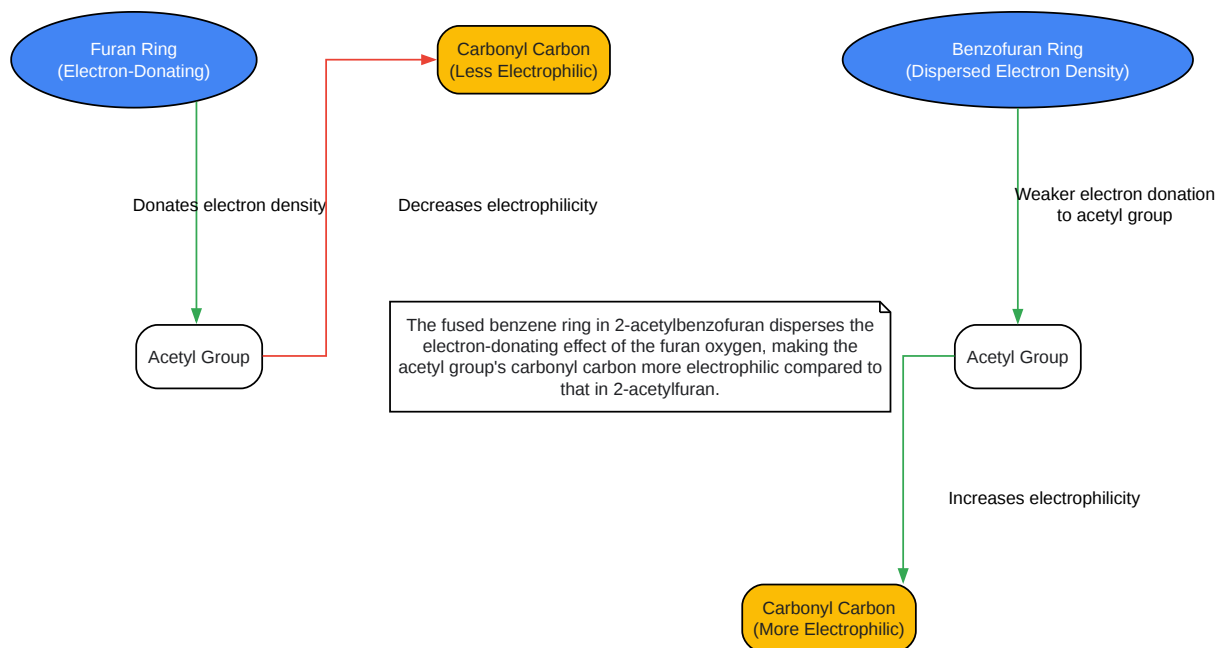 Furan Ring
(Electron-Donating)
Carbonyl Carbon
(Less Electrophilic)
Benzofuran Ring
(Dispersed Electron Density)
Donates electron density
Decreases electrophilicity
Weaker electron donation
to acetyl group
Acetyl Group
The fused benzene ring in 2-acetylbenzofuran disperses the
electron-donating effect of the furan oxygen, making the
acetyl group's carbonyl carbon more electrophilic compared to
that in 2-acetylfuran.
Acetyl Group
Increases electrophilicity
Carbonyl Carbon
(More Electrophilic)